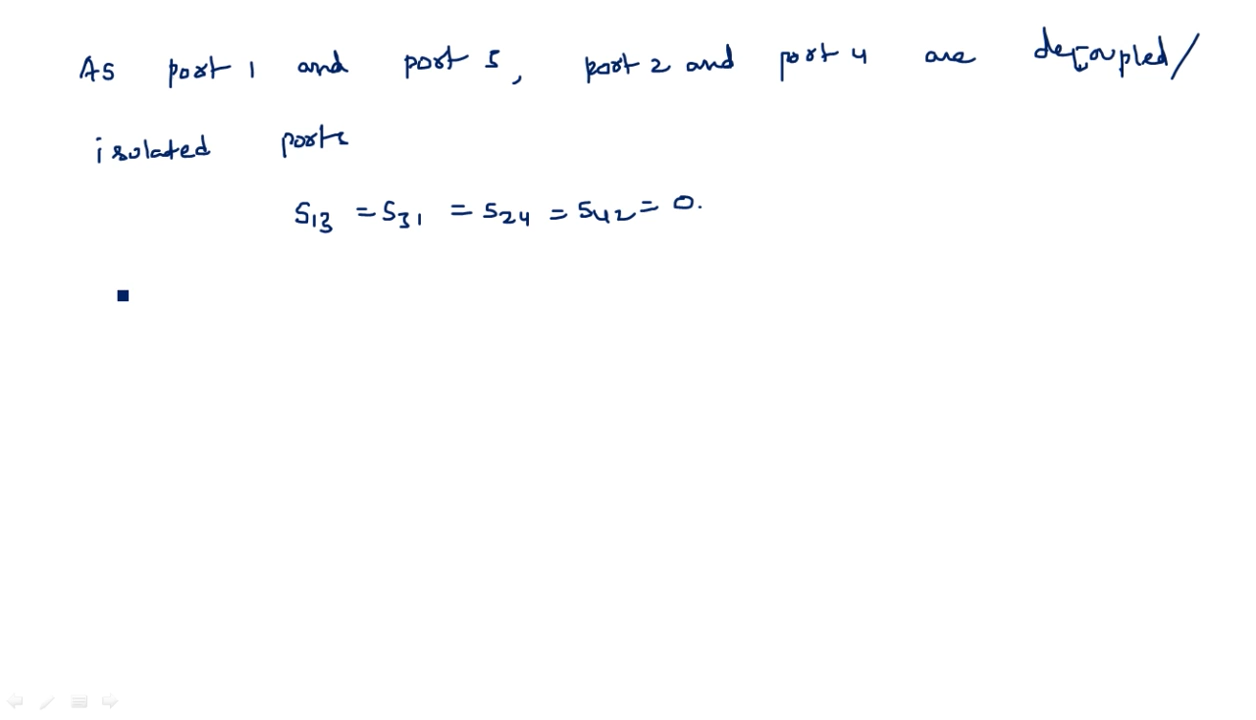 As port 1 and port 5, port 2 and port 4 are decoupled/
isolated ports
S13 = S31 = S24 = S42 = 0.